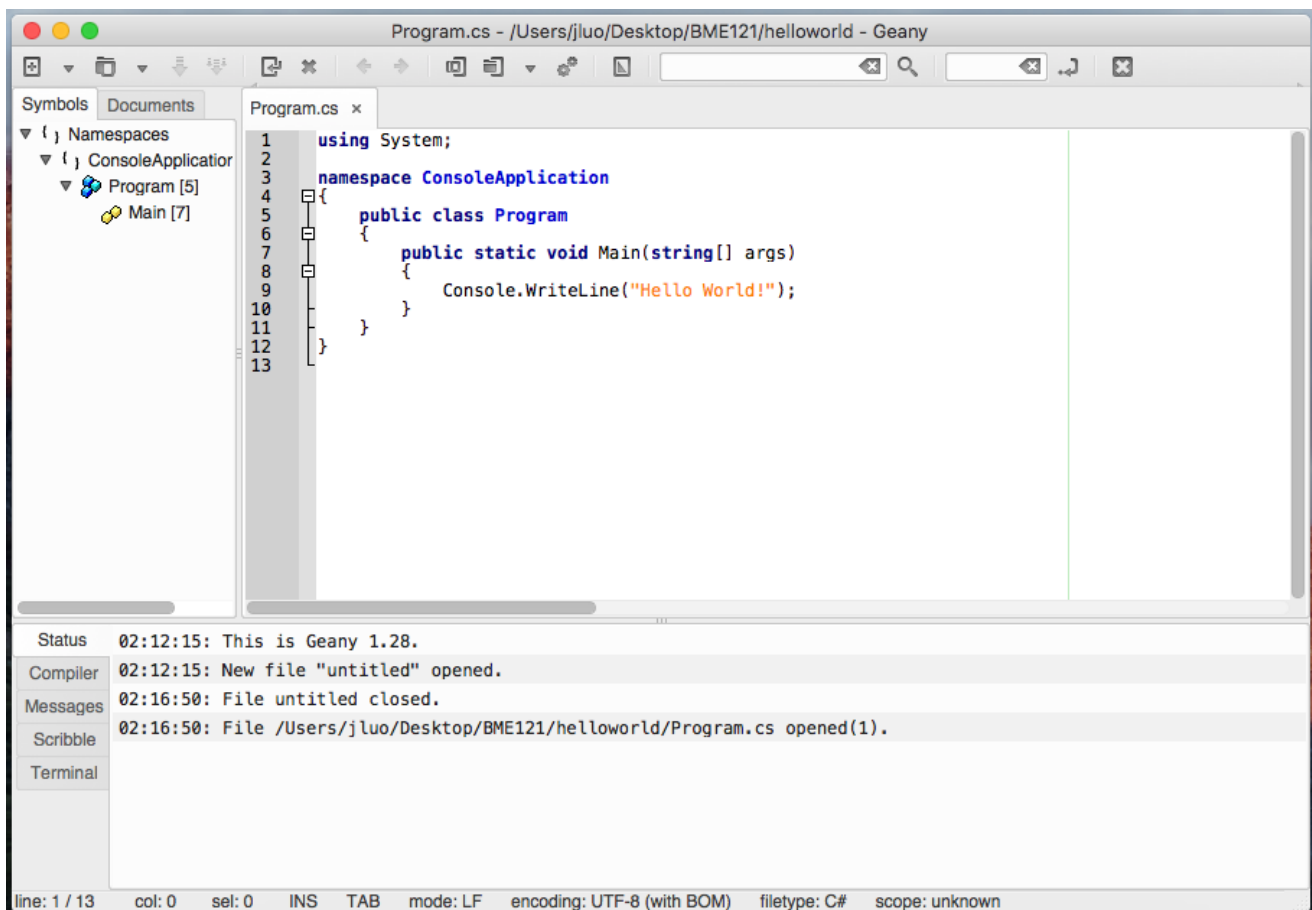 Program.cs - /Users/jluo/Desktop/BME121/helloworld - Geany
Symbols Documents
Namespaces
ConsoleApplication
Program [5]
Main [7]
Program.cs ×
1 using System;
2
3 namespace ConsoleApplication
4 {
5     public class Program
6     {
7         public static void Main(string[] args)
8         {
9             Console.WriteLine("Hello World!");
10         }
11     }
12 }
13
Status
Compiler
Messages
Scribble
Terminal
02:12:15: This is Geany 1.28.
02:12:15: New file "untitled" opened.
02:16:50: File untitled closed.
02:16:50: File /Users/jluo/Desktop/BME121/helloworld/Program.cs opened(1).
line: 1 / 13 col: 0 sel: 0 INS TAB mode: LF encoding: UTF-8 (with BOM) filetype: C# scope: unknown